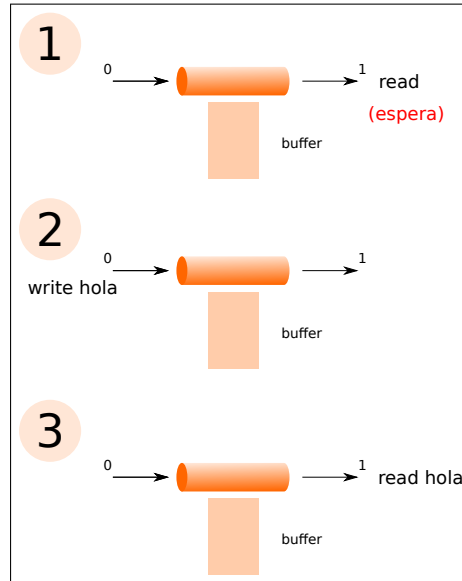 1
0
1
read
(espera)
buffer
2
0
1
write hola
buffer
3
0
1
read hola
buffer